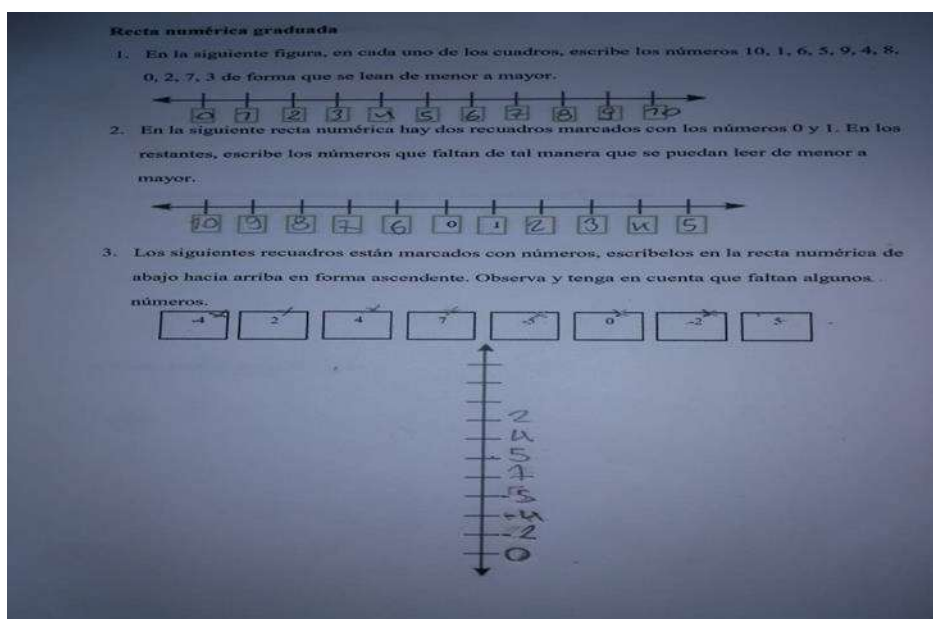 Recta numérica graduada
1. En la siguiente figura, en cada uno de los cuadros, escribe los números 10, 1, 6, 5, 9, 4, 8,
0, 2, 7, 3 de forma que se lean de menor a mayor.
0 1 2 3 4 5 6 7 8 9 10
2. En la siguiente recta numérica hay dos recuadros marcados con los números 0 y 1. En los
restantes, escribe los números que faltan de tal manera que se puedan leer de menor a
mayor.
10 9 8 7 6 0 1 2 3 4 5
3. Los siguientes recuadros están marcados con números, escríbelos en la recta numérica de
abajo hacia arriba en forma ascendente. Observa y tenga en cuenta que faltan algunos
números.
-4 2 4 7 -5 0 -2 5
2
4
5
7
-5
-4
-2
0